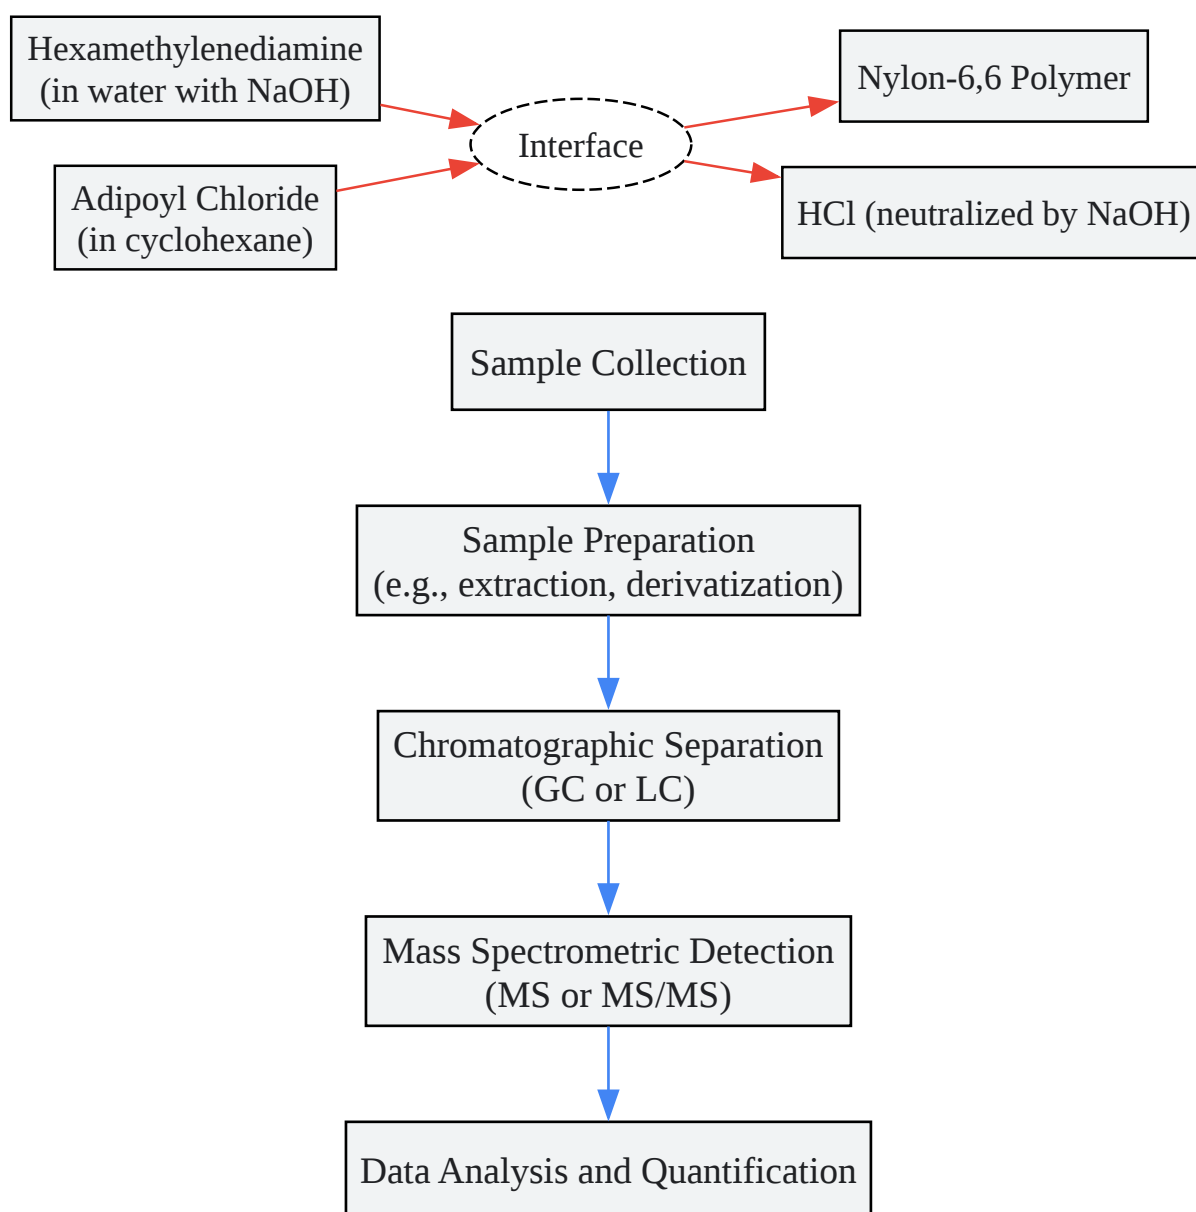 Hexamethylenediamine
(in water with NaOH)
Adipoyl Chloride
(in cyclohexane)
Interface
Nylon-6,6 Polymer
HCl (neutralized by NaOH)
Sample Collection
Sample Preparation
(e.g., extraction, derivatization)
Chromatographic Separation
(GC or LC)
Mass Spectrometric Detection
(MS or MS/MS)
Data Analysis and Quantification